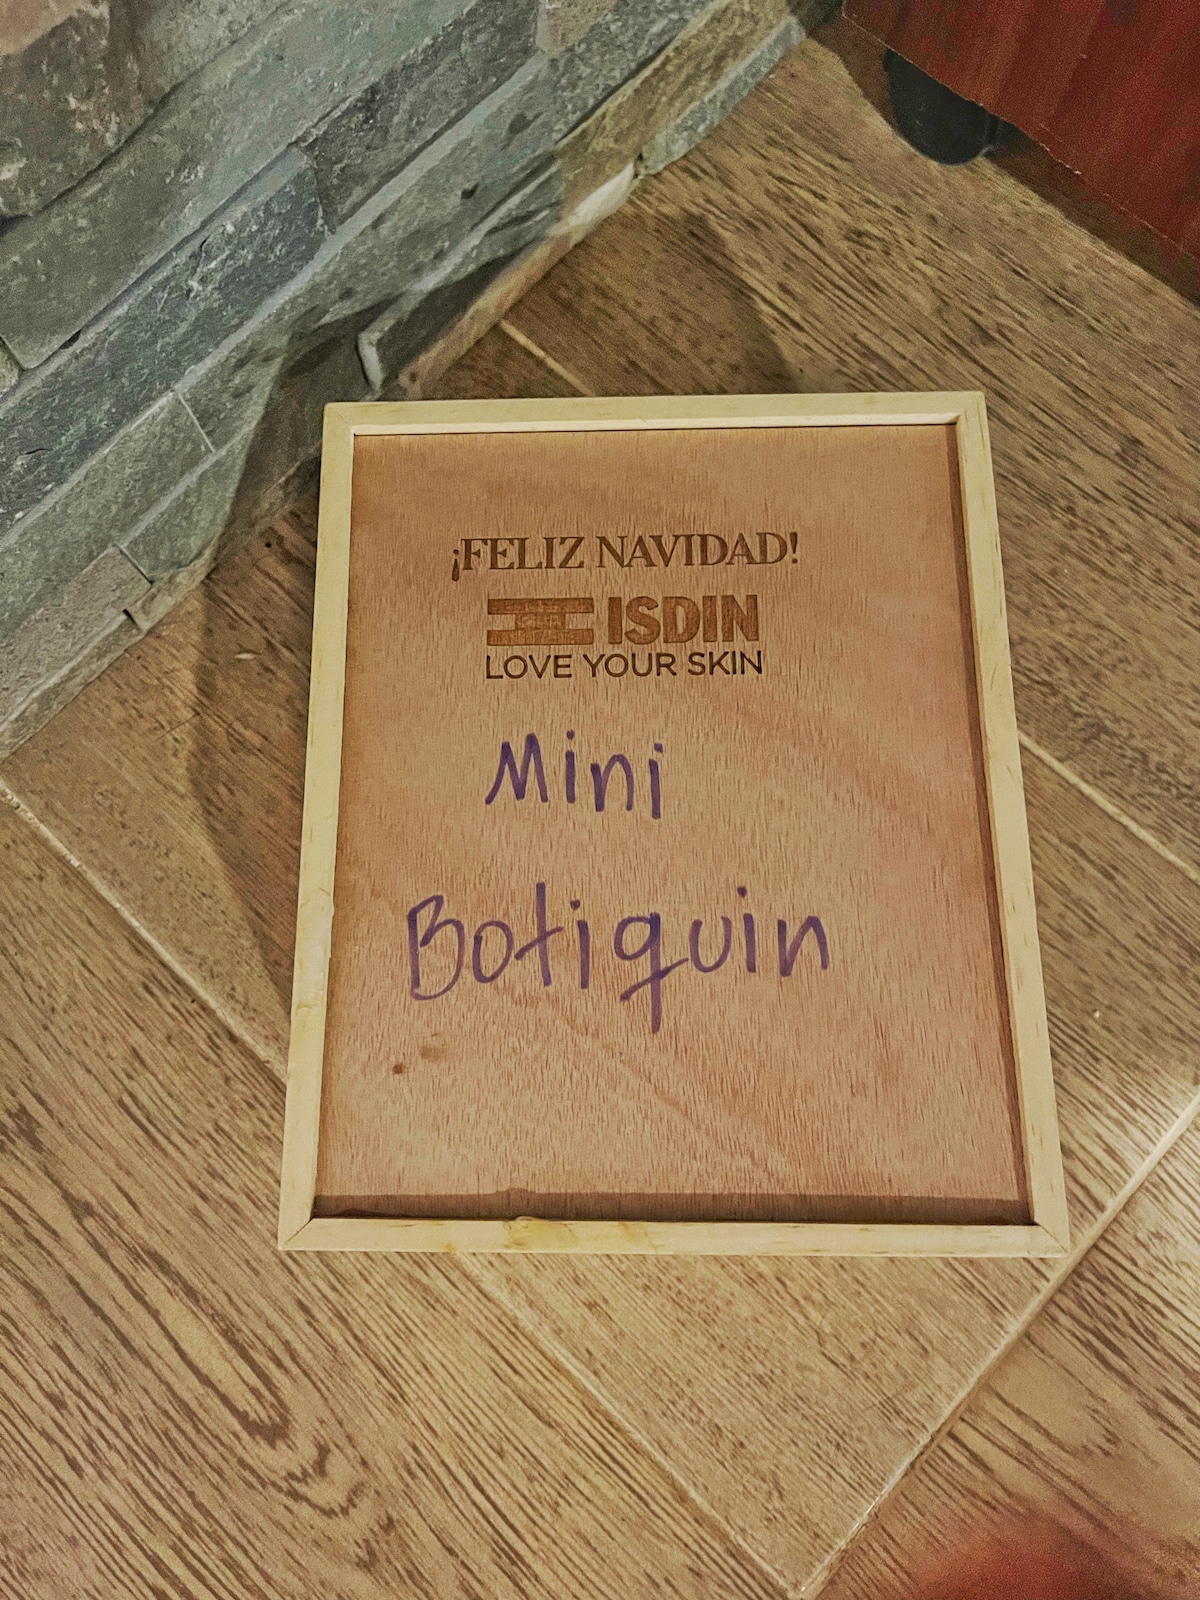 ¡FELIZ NAVIDAD!
ISDIN
LOVE YOUR SKIN
Mini
Botiquin